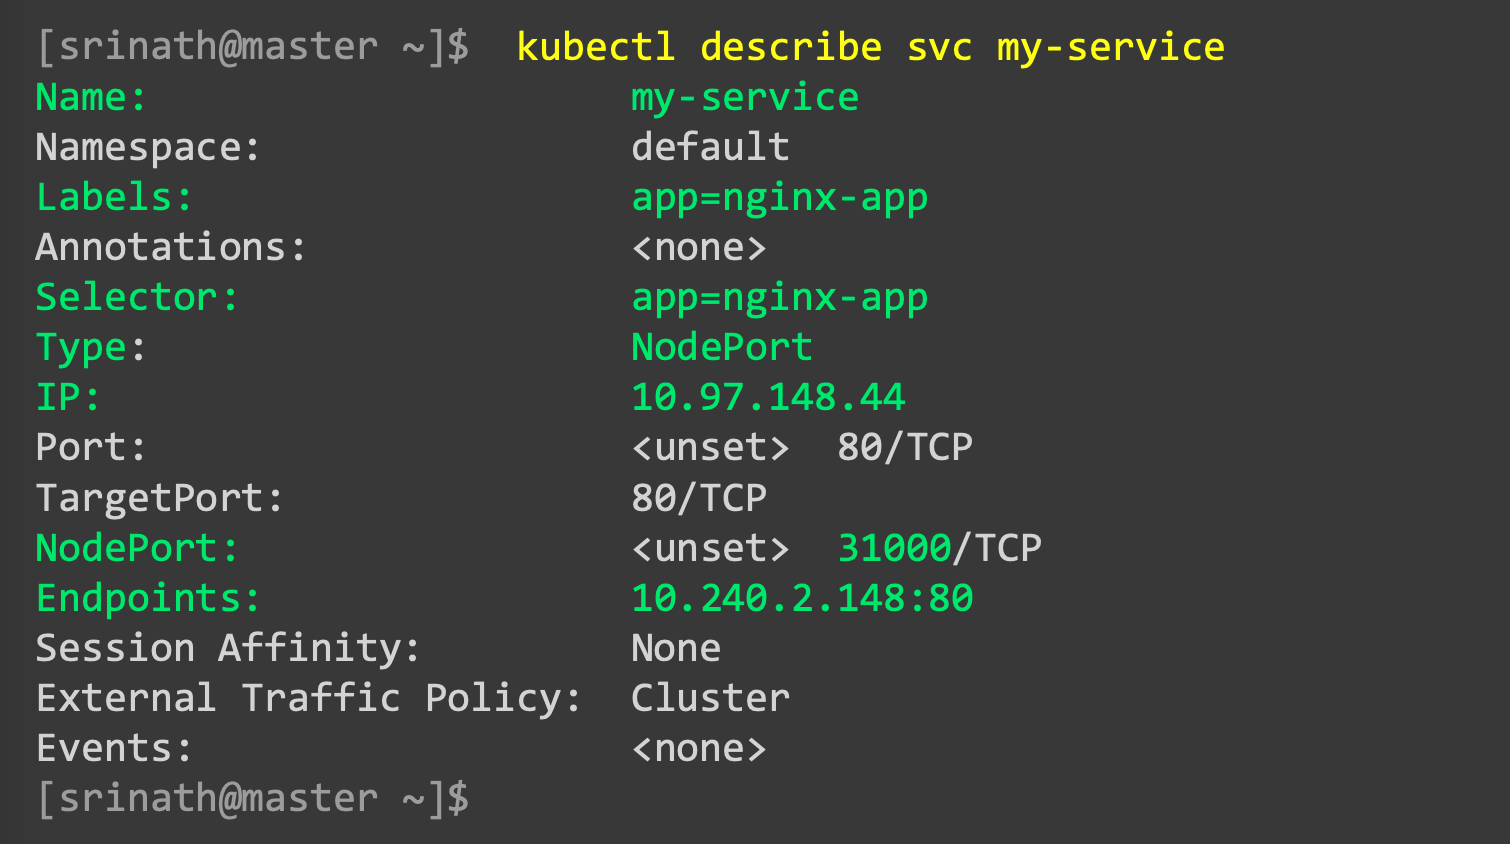 [srinath@master ~]$  kubectl describe svc my-service
Name:                     my-service
Namespace:                default
Labels:                   app=nginx-app
Annotations:              <none>
Selector:                 app=nginx-app
Type:                     NodePort
IP:                       10.97.148.44
Port:                     <unset>  80/TCP
TargetPort:               80/TCP
NodePort:                 <unset>  31000/TCP
Endpoints:                10.240.2.148:80
Session Affinity:         None
External Traffic Policy:  Cluster
Events:                   <none>
[srinath@master ~]$